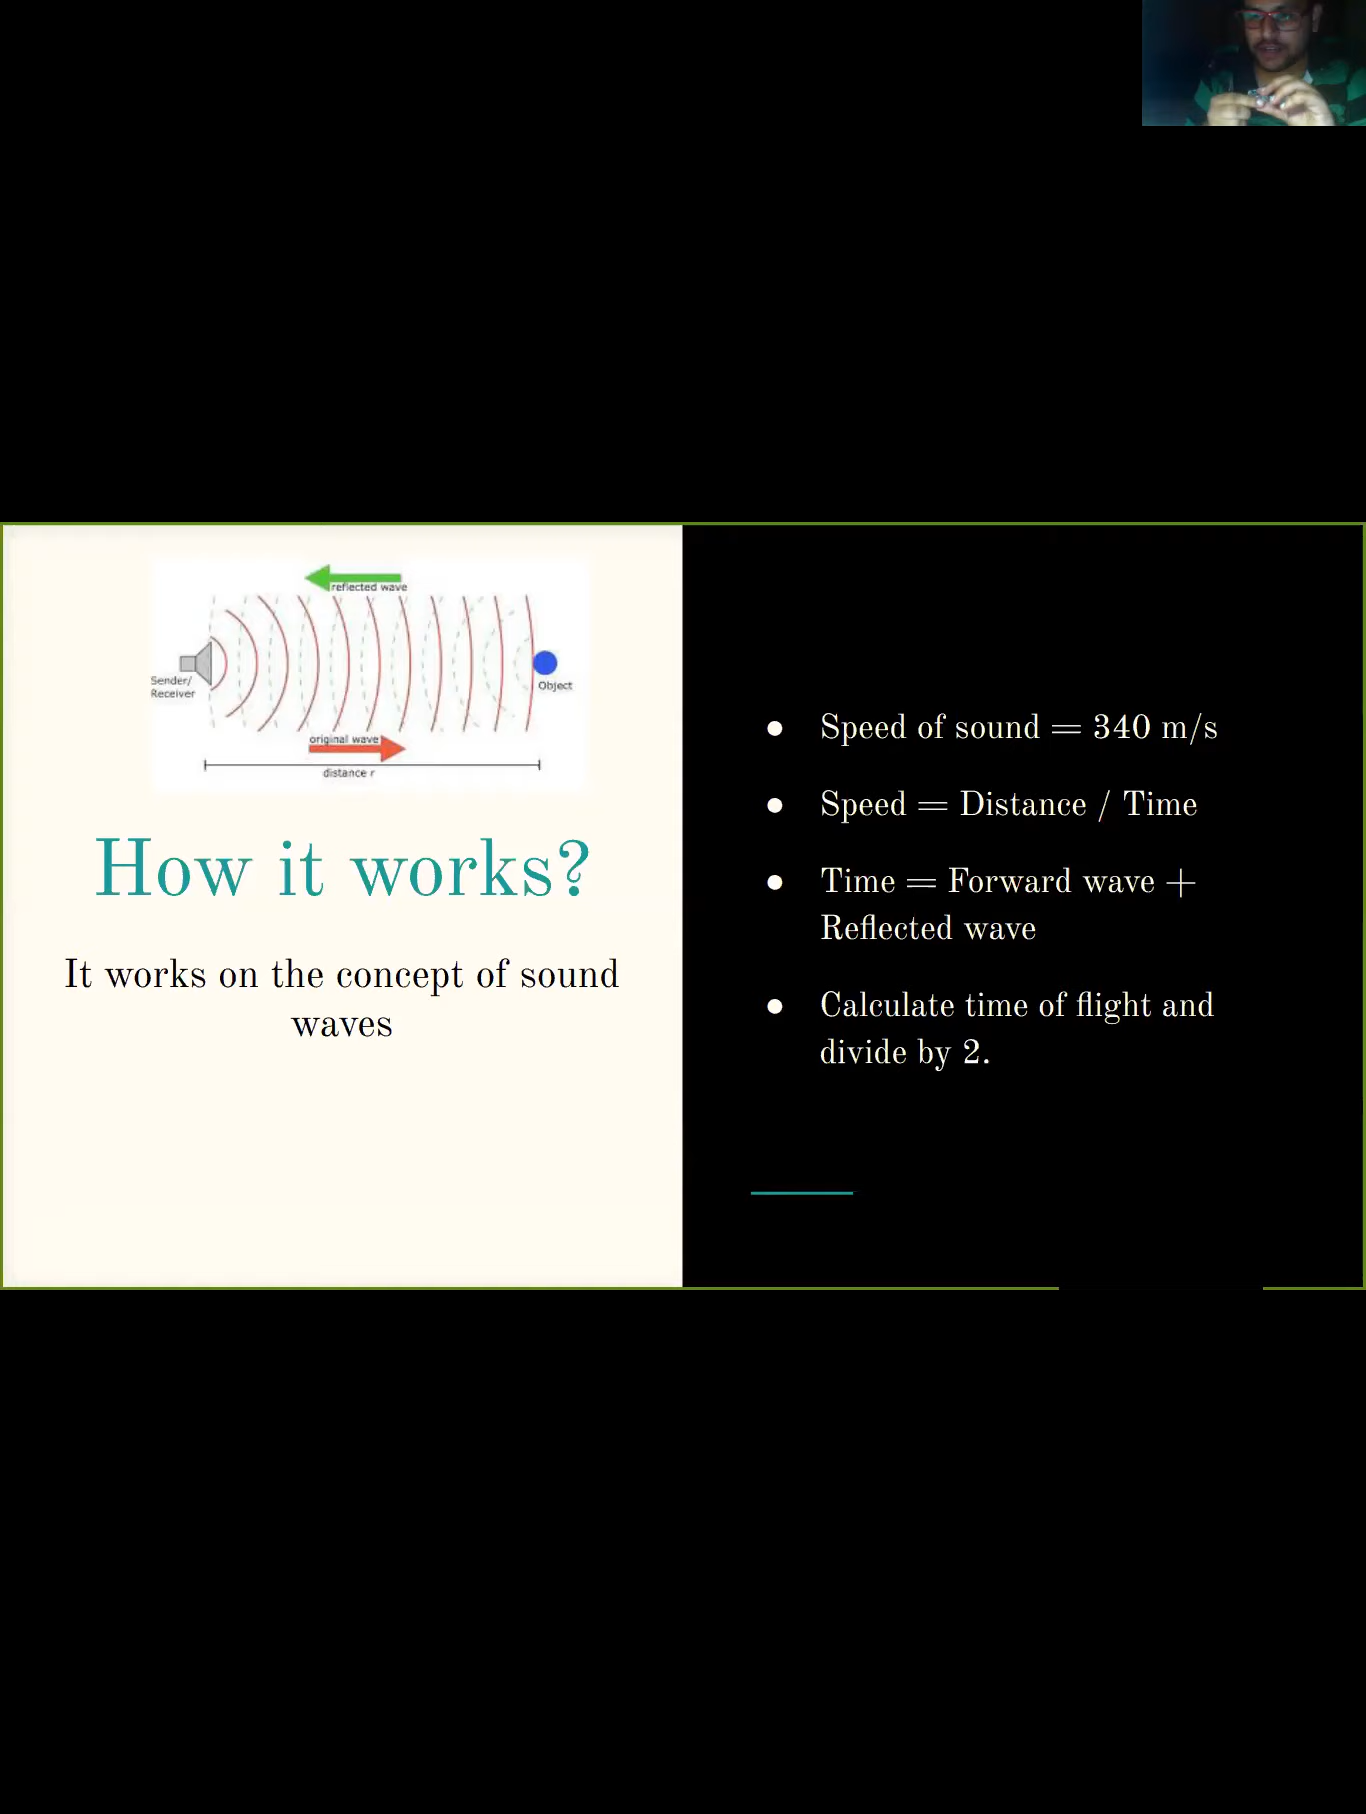 reflected wave
Sender/
Receiver
Object
original wave
distance r
How it works?
It works on the concept of sound
waves
● Speed of sound = 340 m/s
● Speed = Distance / Time
● Time = Forward wave +
Reflected wave
● Calculate time of flight and
divide by 2.